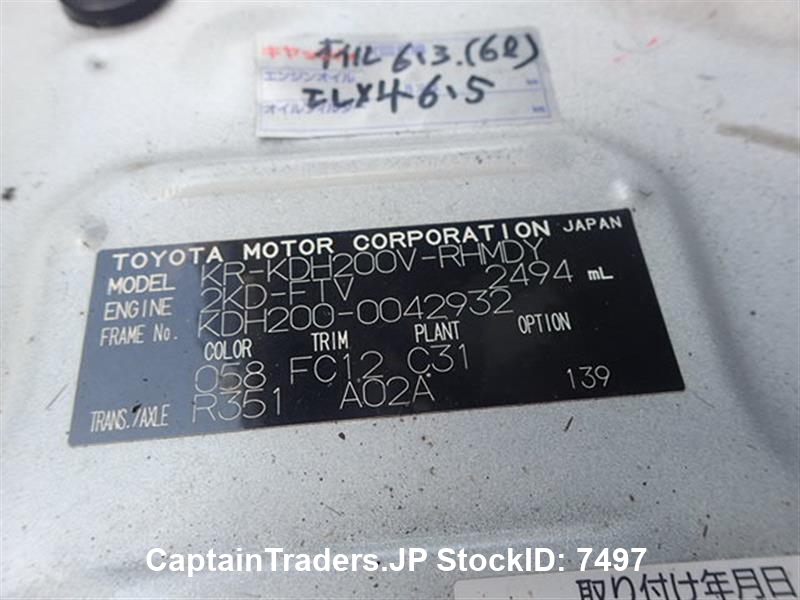 オイル 6.3.(6ℓ)
エンジンオイル
エレメ4 6.5
TOYOTA MOTOR CORPORATION JAPAN
MODEL KR-KDH200V-RHMDY
ENGINE 2KD-FTV 2494 mL
FRAME No. KDH200-0042932
COLOR TRIM PLANT OPTION
058 FC12 C31
TRANS./AXLE R351 A02A 139
CaptainTraders.JP StockID: 7497
取り付け年月日